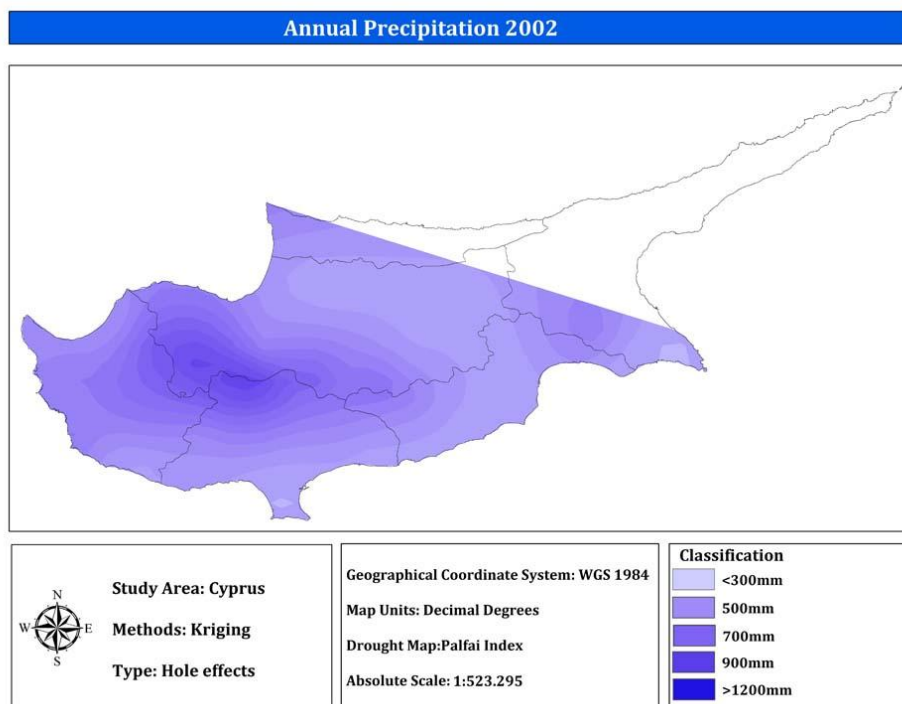 Annual Precipitation 2002
N
W E
S
Study Area: Cyprus
Methods: Kriging
Type: Hole effects
Geographical Coordinate System: WGS 1984
Map Units: Decimal Degrees
Drought Map:Palfai Index
Absolute Scale: 1:523.295
Classification
<300mm
500mm
700mm
900mm
>1200mm